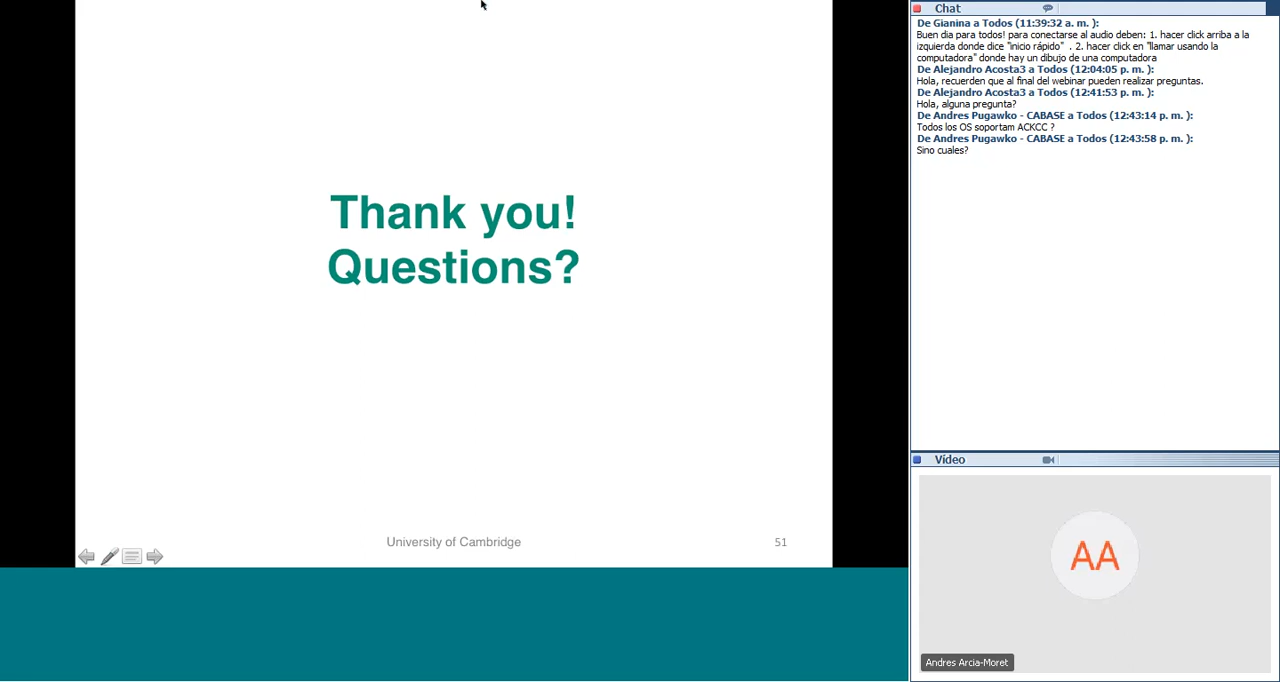 Thank you!
Questions?
University of Cambridge
51
Chat
De Gianina a Todos (11:39:32 a. m. ):
Buen dia para todos! para conectarse al audio deben: 1. hacer click arriba a la
izquierda donde dice "inicio rápido"  . 2. hacer click en "llamar usando la
computadora" donde hay un dibujo de una computadora
De Alejandro Acosta3 a Todos (12:04:05 p. m. ):
Hola, recuerden que al final del webinar pueden realizar preguntas.
De Alejandro Acosta3 a Todos (12:41:53 p. m. ):
Hola, alguna pregunta?
De Andres Pugawko - CABASE a Todos (12:43:14 p. m. ):
Todos los OS soportam ACKCC ?
De Andres Pugawko - CABASE a Todos (12:43:58 p. m. ):
Sino cuales?
Vídeo
AA
Andres Arcia-Moret